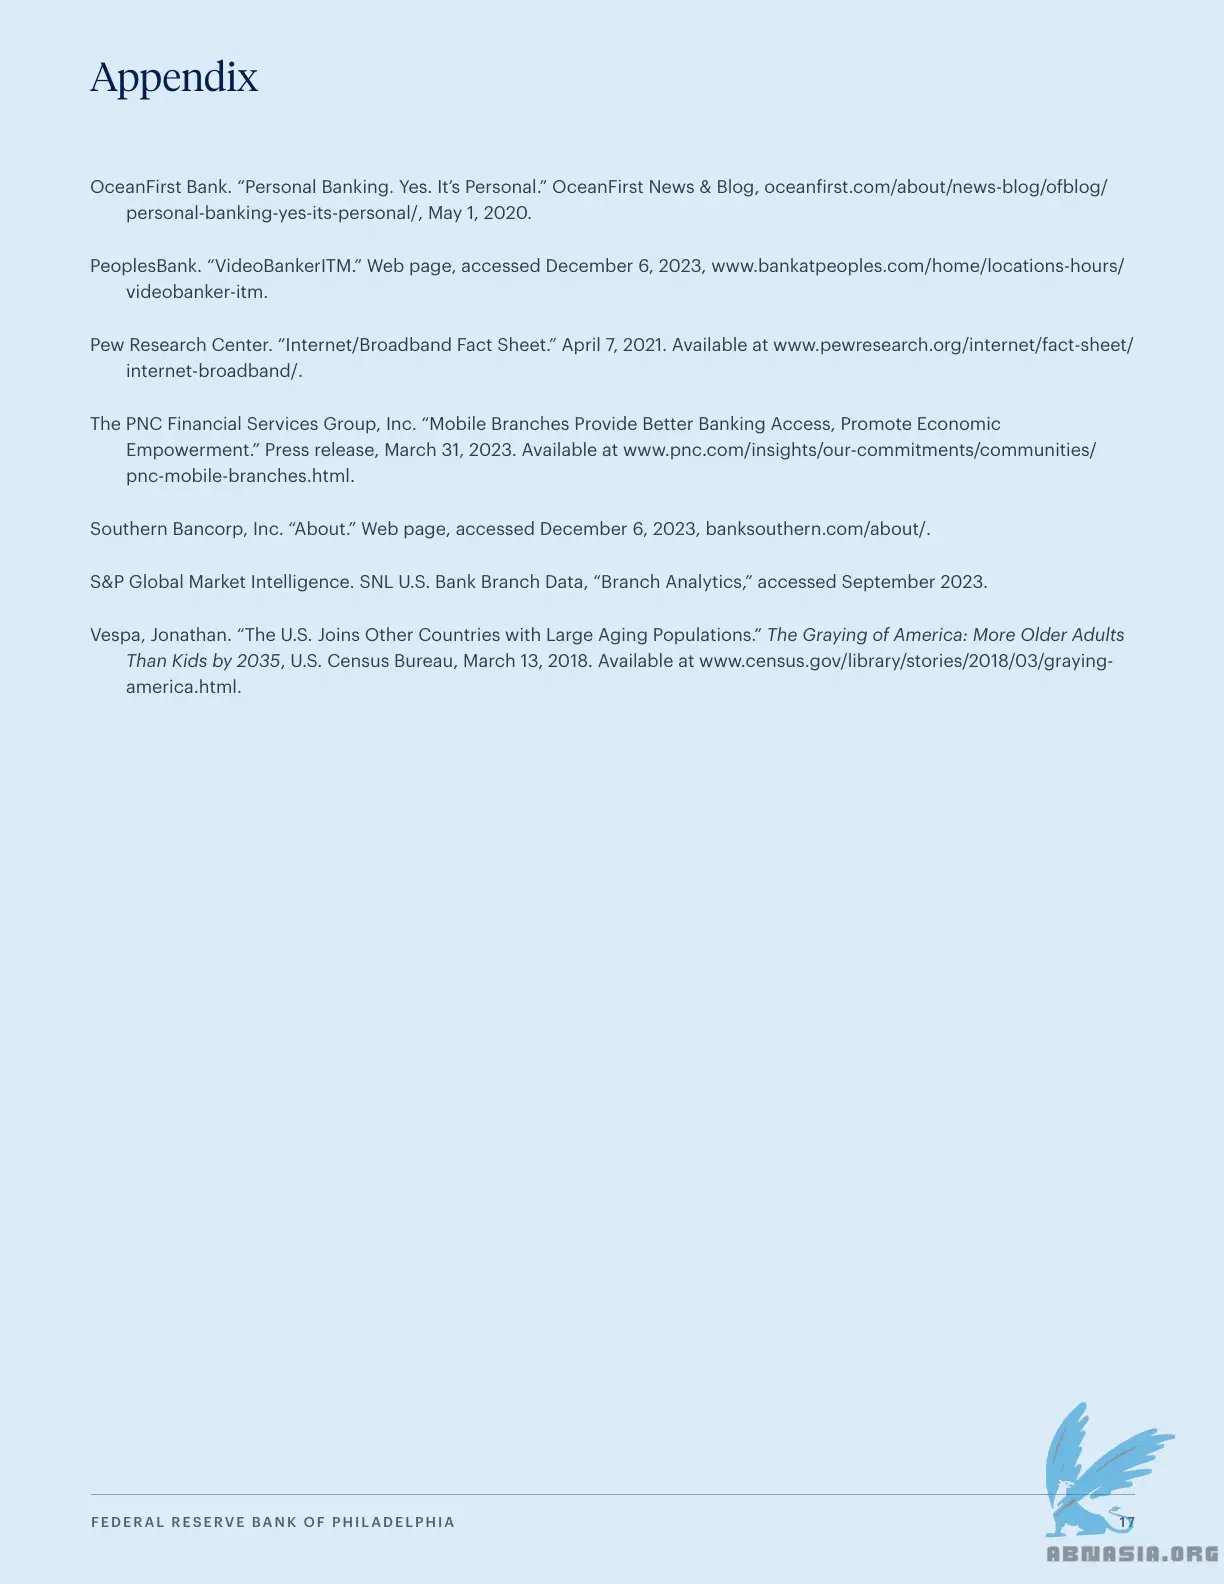 Appendix
OceanFirst Bank. “Personal Banking. Yes. It’s Personal.” OceanFirst News & Blog, oceanfirst.com/about/news-blog/ofblog/
personal-banking-yes-its-personal/, May 1, 2020.
PeoplesBank. “VideoBankerITM.” Web page, accessed December 6, 2023, www.bankatpeoples.com/home/locations-hours/
videobanker-itm.
Pew Research Center. “Internet/Broadband Fact Sheet.” April 7, 2021. Available at www.pewresearch.org/internet/fact-sheet/
internet-broadband/.
The PNC Financial Services Group, Inc. “Mobile Branches Provide Better Banking Access, Promote Economic
Empowerment.” Press release, March 31, 2023. Available at www.pnc.com/insights/our-commitments/communities/
pnc-mobile-branches.html.
Southern Bancorp, Inc. “About.” Web page, accessed December 6, 2023, banksouthern.com/about/.
S&P Global Market Intelligence. SNL U.S. Bank Branch Data, “Branch Analytics,” accessed September 2023.
Vespa, Jonathan. “The U.S. Joins Other Countries with Large Aging Populations.” The Graying of America: More Older Adults
Than Kids by 2035, U.S. Census Bureau, March 13, 2018. Available at www.census.gov/library/stories/2018/03/graying-
america.html.
FEDERAL RESERVE BANK OF PHILADELPHIA
17
ABNASIA.ORG